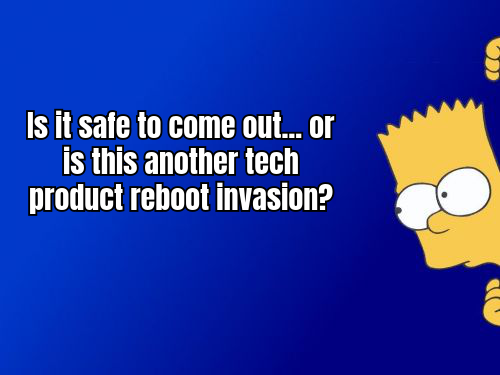 Is it safe to come out... or
is this another tech
product reboot invasion?